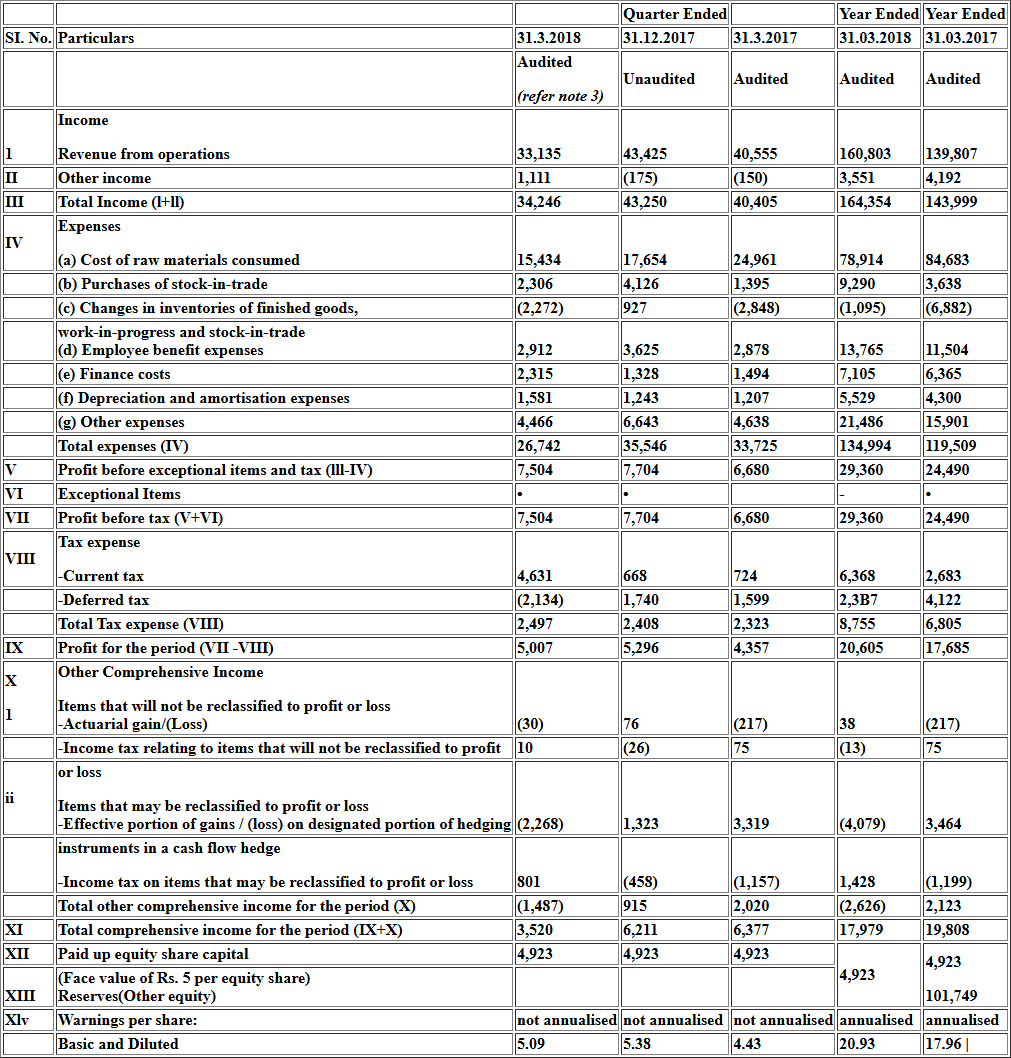 Quarter Ended Year Ended Year Ended
SI. No. Particulars 31.3.2018 31.12.2017 31.3.2017 31.03.2018 31.03.2017
Audited
(refer note 3) Unaudited Audited Audited Audited
Income
1 Revenue from operations 33,135 43,425 40,555 160,803 139,807
II Other income 1,111 (175) (150) 3,551 4,192
III Total Income (l+ll) 34,246 43,250 40,405 164,354 143,999
IV Expenses
(a) Cost of raw materials consumed 15,434 17,654 24,961 78,914 84,683
(b) Purchases of stock-in-trade 2,306 4,126 1,395 9,290 3,638
(c) Changes in inventories of finished goods, (2,272) 927 (2,848) (1,095) (6,882)
work-in-progress and stock-in-trade
(d) Employee benefit expenses 2,912 3,625 2,878 13,765 11,504
(e) Finance costs 2,315 1,328 1,494 7,105 6,365
(f) Depreciation and amortisation expenses 1,581 1,243 1,207 5,529 4,300
(g) Other expenses 4,466 6,643 4,638 21,486 15,901
Total expenses (IV) 26,742 35,546 33,725 134,994 119,509
V Profit before exceptional items and tax (lll-IV) 7,504 7,704 6,680 29,360 24,490
VI Exceptional Items • • - •
VII Profit before tax (V+VI) 7,504 7,704 6,680 29,360 24,490
VIII Tax expense
-Current tax 4,631 668 724 6,368 2,683
-Deferred tax (2,134) 1,740 1,599 2,3B7 4,122
Total Tax expense (VIII) 2,497 2,408 2,323 8,755 6,805
IX Profit for the period (VII -VIII) 5,007 5,296 4,357 20,605 17,685
X Other Comprehensive Income
1 Items that will not be reclassified to profit or loss
-Actuarial gain/(Loss) (30) 76 (217) 38 (217)
-Income tax relating to items that will not be reclassified to profit 10 (26) 75 (13) 75
or loss
ii Items that may be reclassified to profit or loss
-Effective portion of gains / (loss) on designated portion of hedging (2,268) 1,323 3,319 (4,079) 3,464
instruments in a cash flow hedge
-Income tax on items that may be reclassified to profit or loss 801 (458) (1,157) 1,428 (1,199)
Total other comprehensive income for the period (X) (1,487) 915 2,020 (2,626) 2,123
XI Total comprehensive income for the period (IX+X) 3,520 6,211 6,377 17,979 19,808
XII Paid up equity share capital 4,923 4,923 4,923 4,923 4,923
(Face value of Rs. 5 per equity share)
XIII Reserves(Other equity) 101,749
Xlv Warnings per share: not annualised not annualised not annualised annualised annualised
Basic and Diluted 5.09 5.38 4.43 20.93 17.96 |